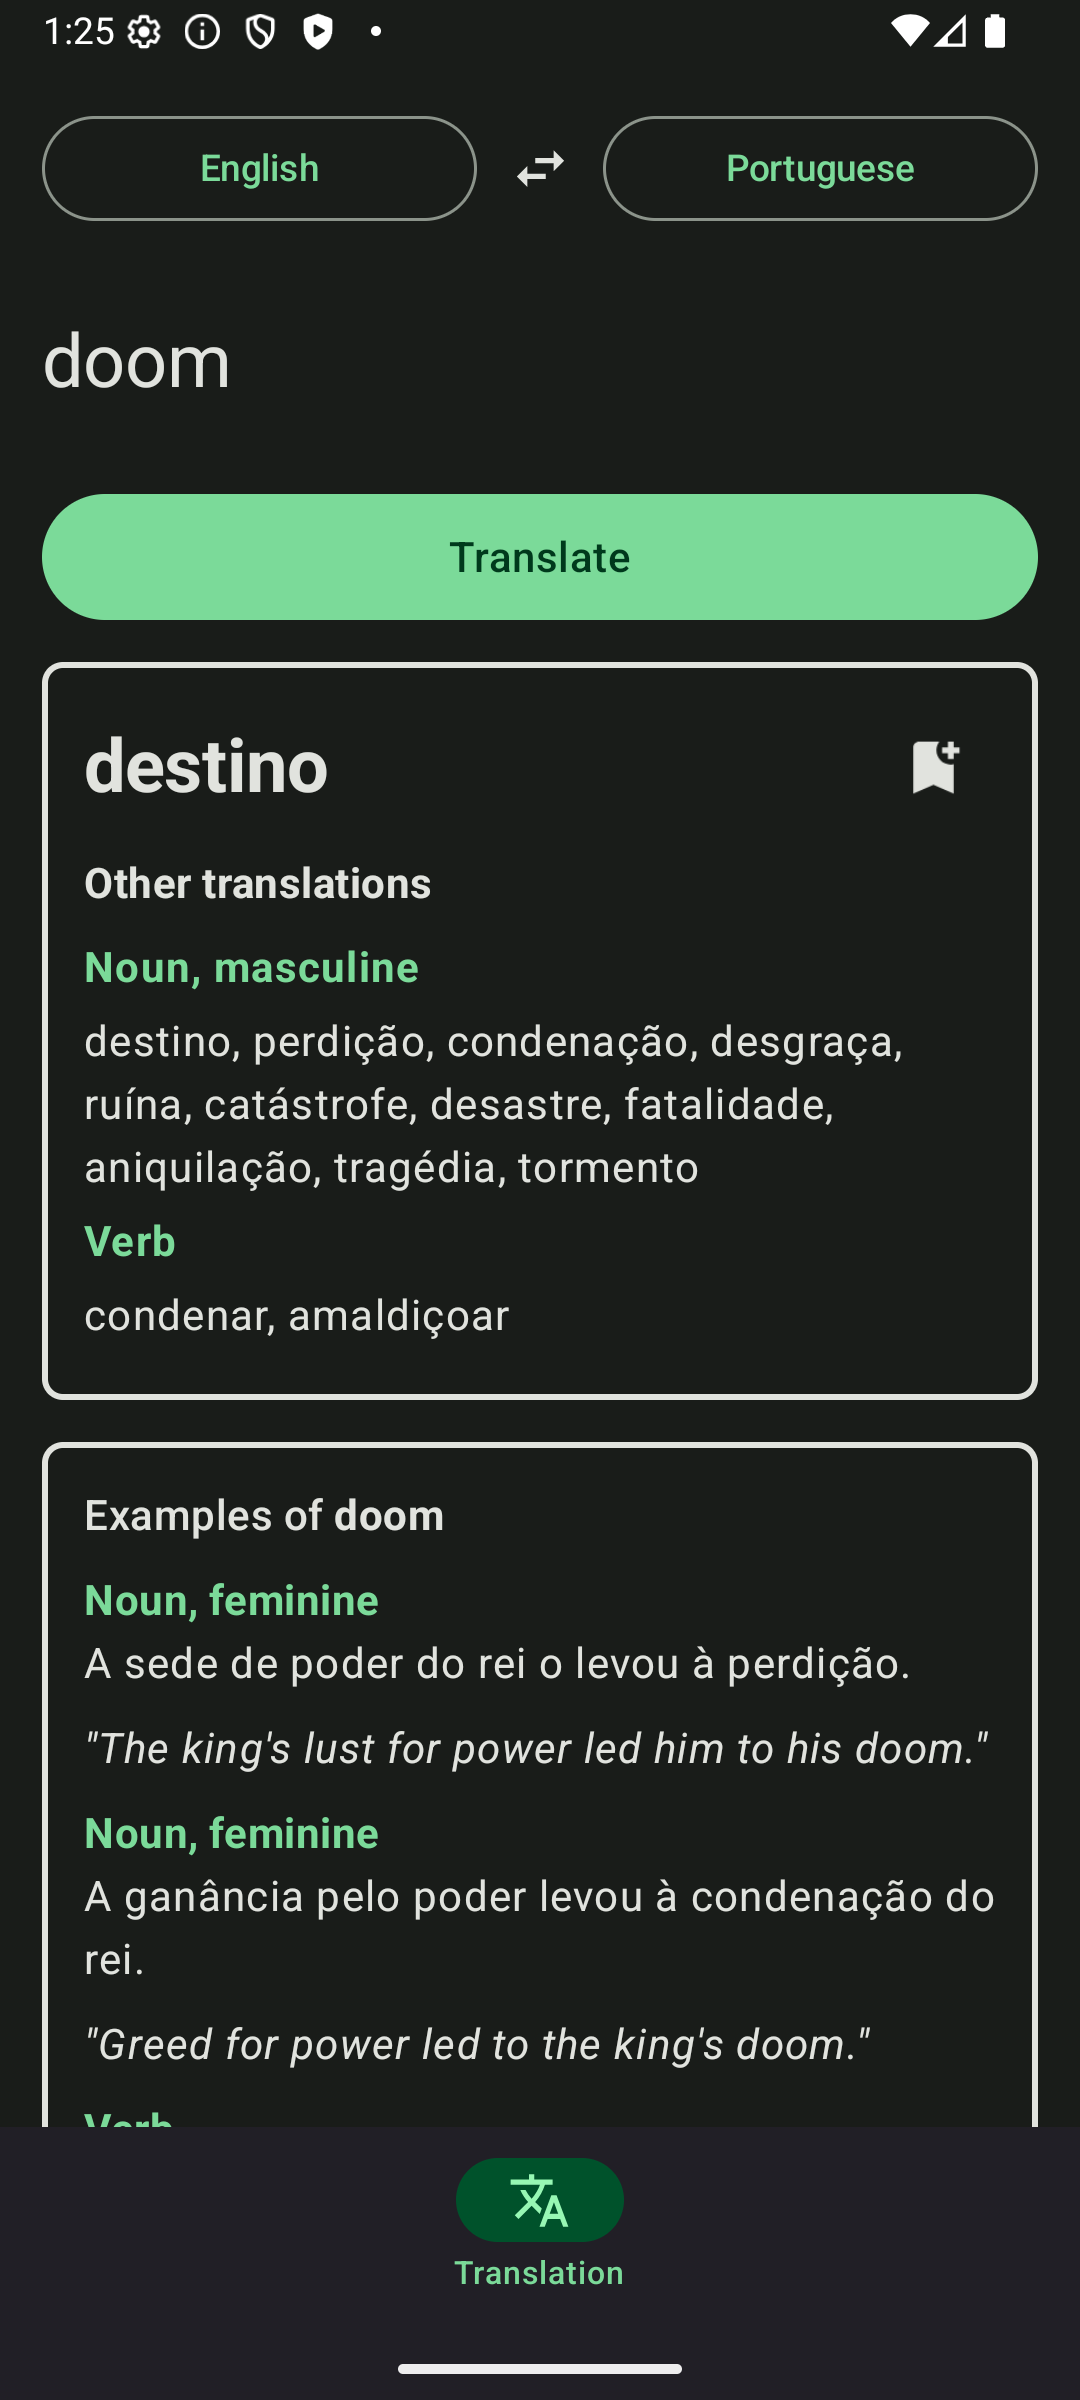 1:25
English
Portuguese
doom
Translate
destino
Other translations
Noun, masculine
destino, perdição, condenação, desgraça,
ruína, catástrofe, desastre, fatalidade,
aniquilação, tragédia, tormento
Verb
condenar, amaldiçoar
Examples of doom
Noun, feminine
A sede de poder do rei o levou à perdição.
"The king's lust for power led him to his doom."
Noun, feminine
A ganância pelo poder levou à condenação do
rei.
"Greed for power led to the king's doom."
Verb
Translation